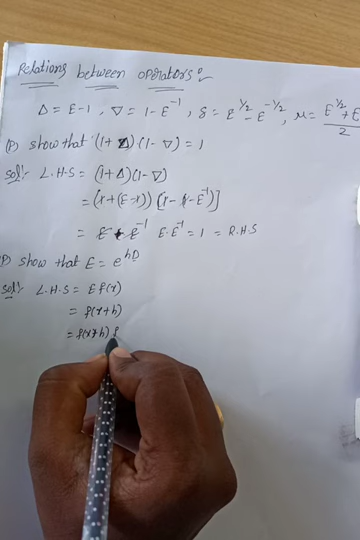 Relations between operators:-
Δ = E-1, ∇ = 1-E⁻¹, δ = E^1/2 - E^-1/2, μ = E^1/2 + E / 2
(P) show that (1+Δ)(1-∇) = 1
Sol:- L.H.S = (1+Δ)(1-∇)
= (1+(E-1))(1-(1-E⁻¹)]
= E E⁻¹ E.E⁻¹ = 1 = R.H.S
(P) show that E = e^hD
Sol:- L.H.S = E f(x)
= f(x+h)
= f(x+h) f